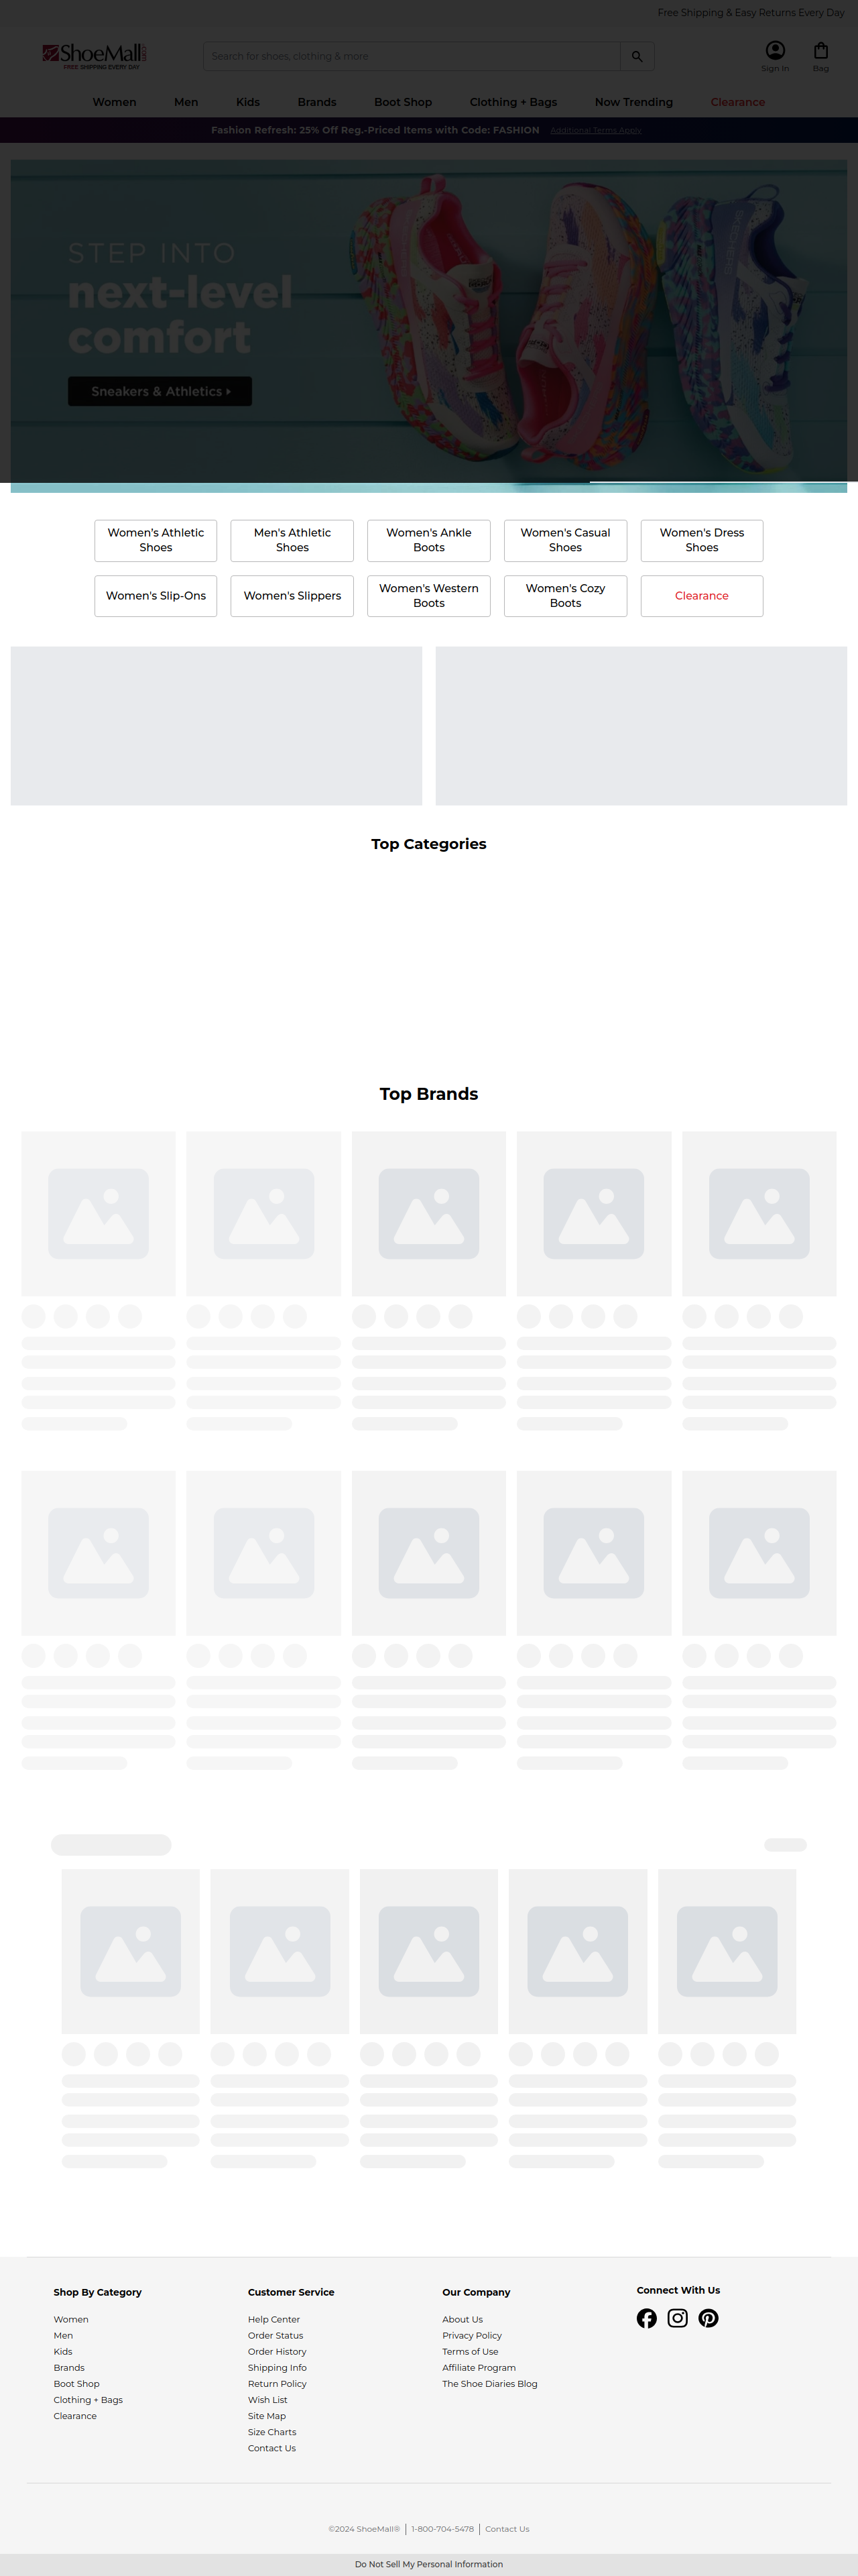 Free Shipping & Easy Returns Every Day
ShoeMall.COM
FREE SHIPPING EVERY DAY
Search for shoes, clothing & more
Sign In
Bag
Women
Men
Kids
Brands
Boot Shop
Clothing + Bags
Now Trending
Clearance
Fashion Refresh: 25% Off Reg.-Priced Items with Code: FASHION Additional Terms Apply
STEP INTO
next-level
comfort
Sneakers & Athletics
Women's Athletic
Shoes
Men's Athletic
Shoes
Women's Ankle
Boots
Women's Casual
Shoes
Women's Dress
Shoes
Women's Slip-Ons
Women's Slippers
Women's Western
Boots
Women's Cozy
Boots
Clearance
Top Categories
Top Brands
Shop By Category
Women
Men
Kids
Brands
Boot Shop
Clothing + Bags
Clearance
Customer Service
Help Center
Order Status
Order History
Shipping Info
Return Policy
Wish List
Site Map
Size Charts
Contact Us
Our Company
About Us
Privacy Policy
Terms of Use
Affiliate Program
The Shoe Diaries Blog
Connect With Us
©2024 ShoeMall®
1-800-704-5478
Contact Us
Do Not Sell My Personal Information